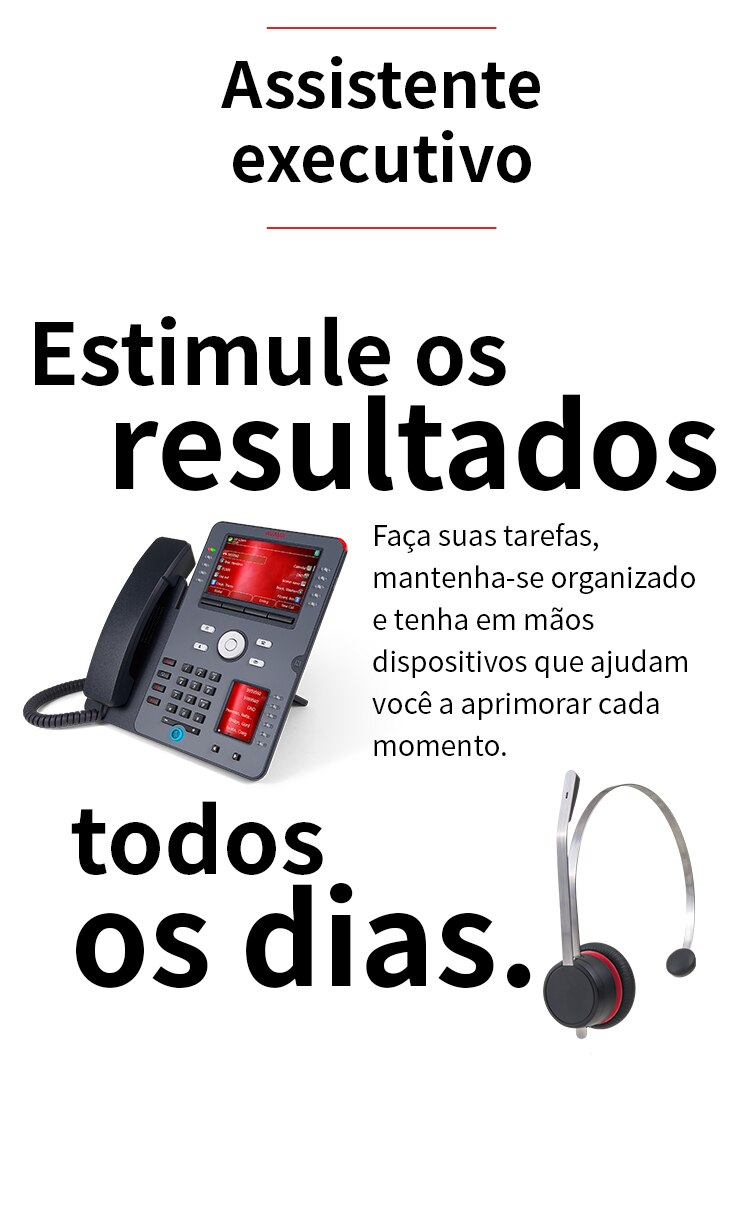 Assistente
executivo
Estimule os
resultados
Faça suas tarefas,
mantenha-se organizado
e tenha em mãos
dispositivos que ajudam
você a aprimorar cada
momento.
todos
os dias.